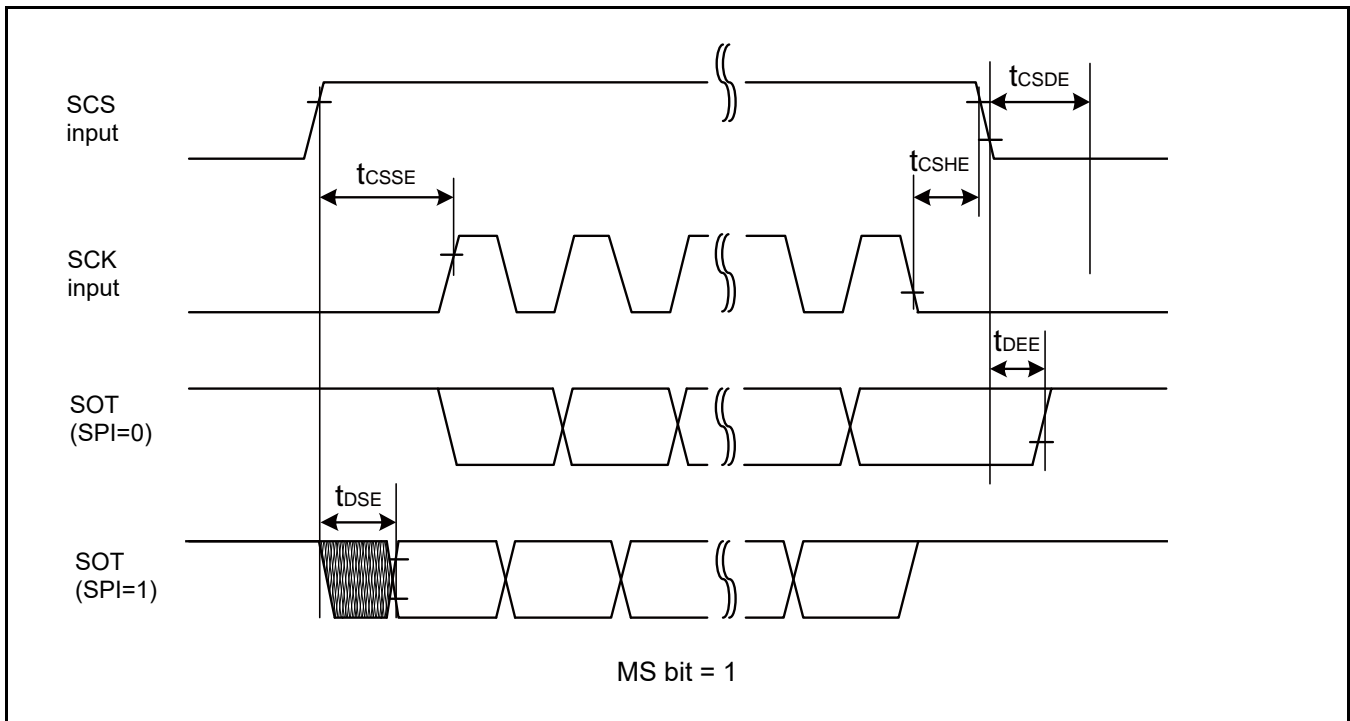 SCS
input
tCSDE
tCSSE
tCSHE
SCK
input
tDEE
SOT
(SPI=0)
tDSE
SOT
(SPI=1)
MS bit = 1